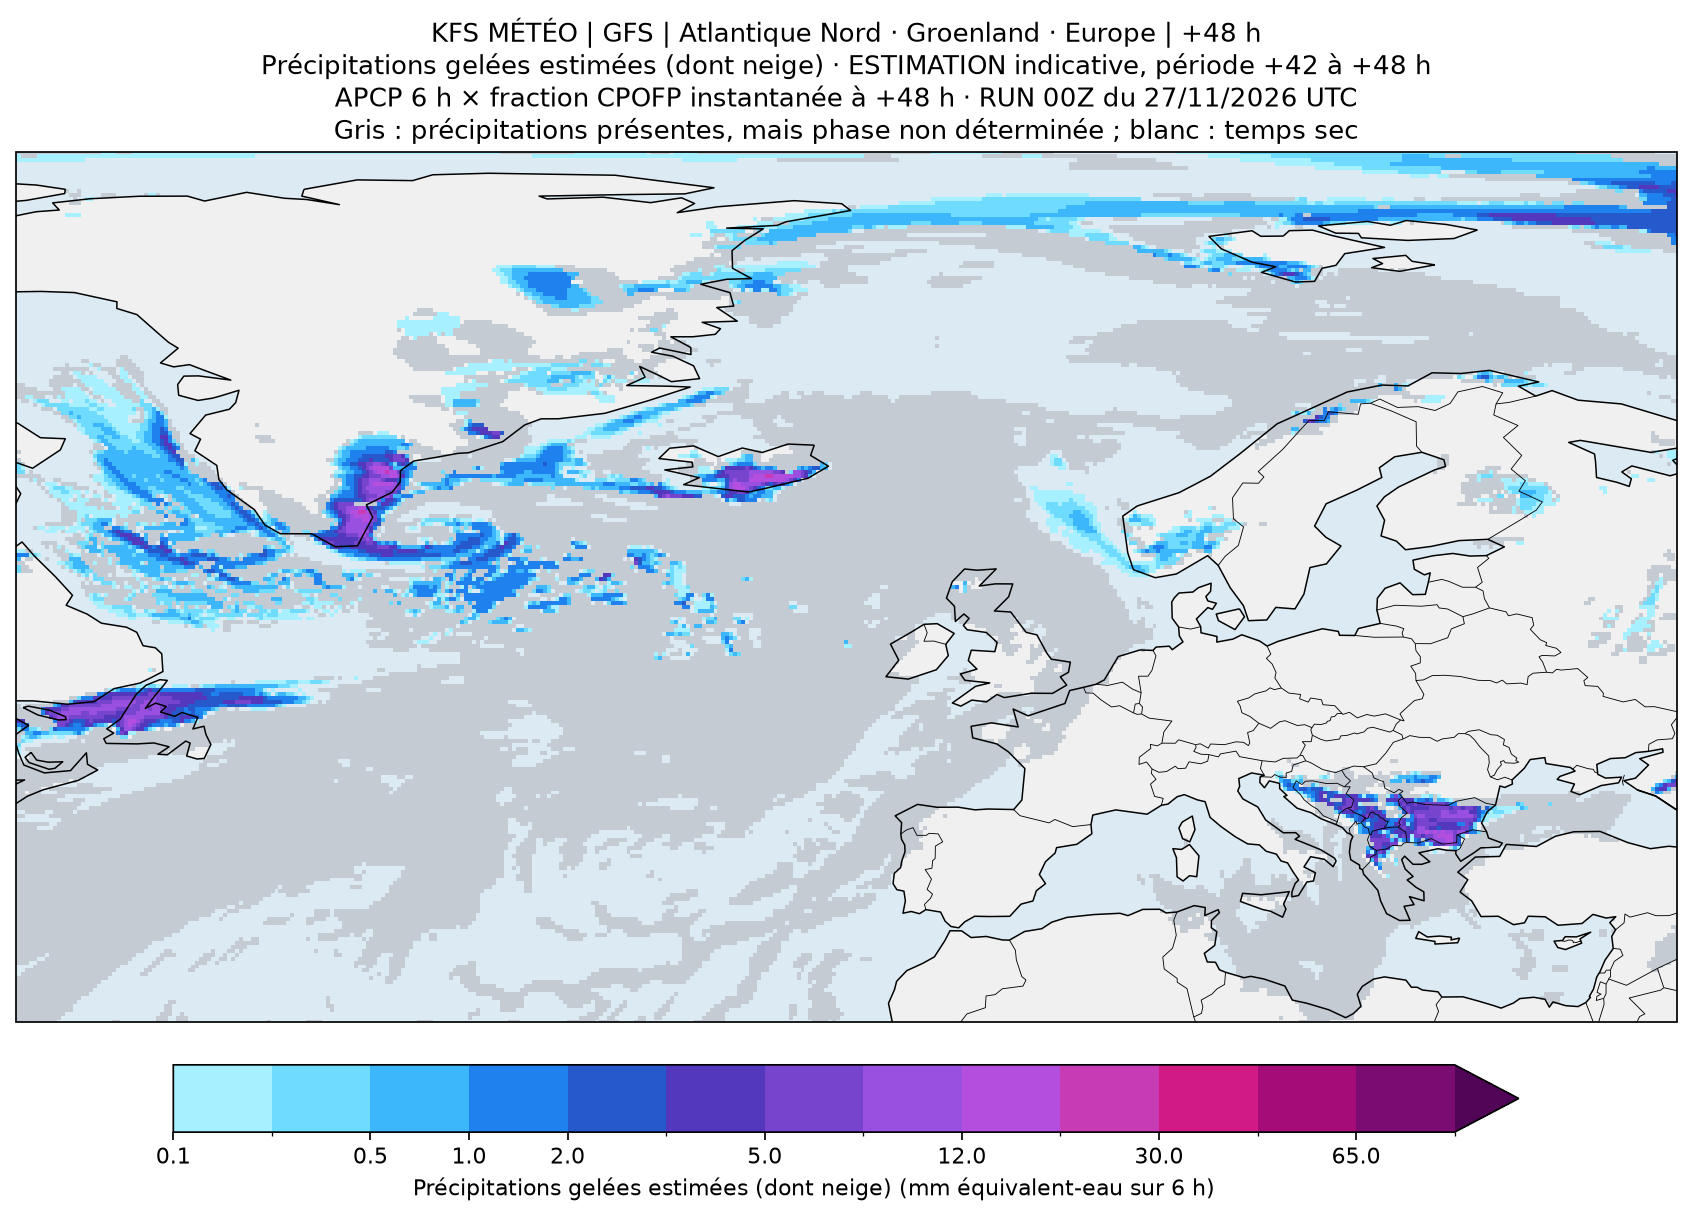 KFS MÉTÉO | GFS | Atlantique Nord · Groenland · Europe | +48 h
Précipitations gelées estimées (dont neige) · ESTIMATION indicative, période +42 à +48 h
APCP 6 h × fraction CPOFP instantanée à +48 h · RUN 00Z du 27/11/2026 UTC
Gris : précipitations présentes, mais phase non déterminée ; blanc : temps sec
0.1 0.5 1.0 2.0 5.0 12.0 30.0 65.0
Précipitations gelées estimées (dont neige) (mm équivalent-eau sur 6 h)